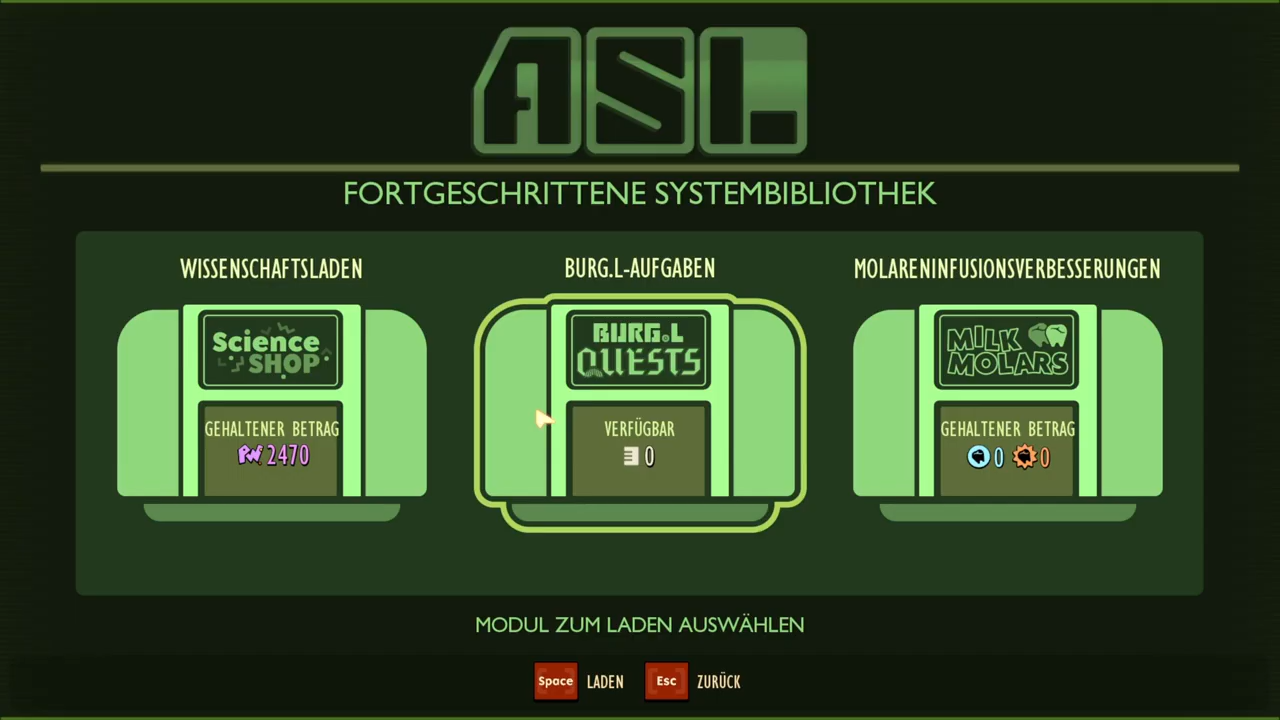 ASL
FORTGESCHRITTENE SYSTEMBIBLIOTHEK
WISSENSCHAFTSLADEN
BURG.L-AUFGABEN
MOLARENINFUSIONSVERBESSERUNGEN
Science
SHOP
BURG.L
QUESTS
MILK
MOLARS
GEHALTENER BETRAG
2470
VERFÜGBAR
0
GEHALTENER BETRAG
0 0
MODUL ZUM LADEN AUSWÄHLEN
Space LADEN Esc ZURÜCK